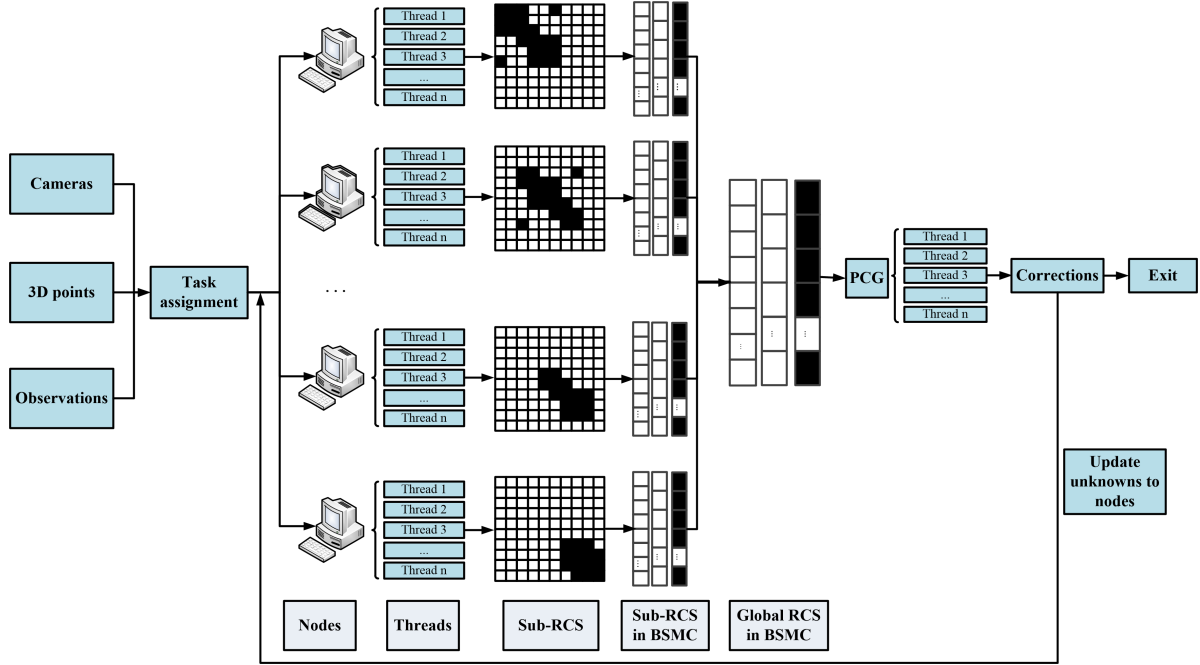 Cameras
3D points
Observations
Task
assignment
Thread 1
Thread 2
Thread 3
...
Thread n
...
...
...
Thread 1
Thread 2
Thread 3
...
Thread n
...
...
...
. . .
Thread 1
Thread 2
Thread 3
...
Thread n
...
...
...
Thread 1
Thread 2
Thread 3
...
Thread n
...
...
...
...
...
...
PCG
Thread 1
Thread 2
Thread 3
...
Thread n
Corrections
Exit
Update
unknowns to
nodes
Nodes
Threads
Sub-RCS
Sub-RCS
in BSMC
Global RCS
in BSMC